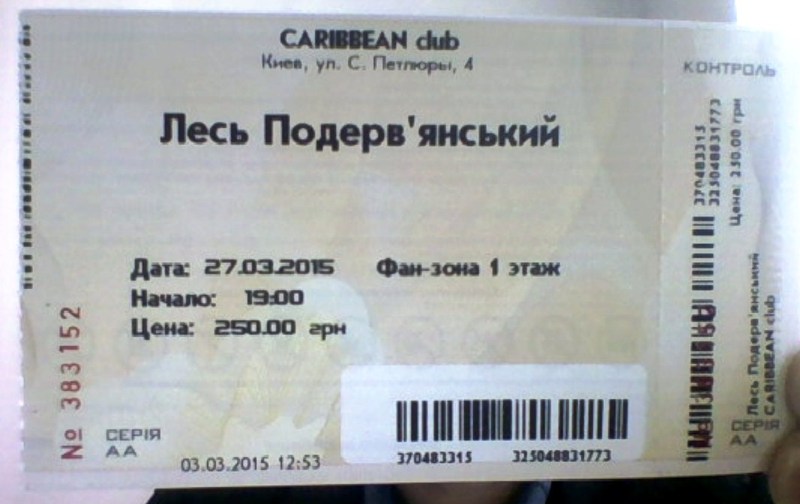 CARIBBEAN club
Киев, ул. С. Петлюры, 4
Лесь Подерв'янський
Дата: 27.03.2015 Фан-зона 1 этаж
Начало: 19:00
Цена: 250.00 грн
№ 383152
СЕРІЯ
АА
03.03.2015 12:53
370483315 325048831773
КОНТРОЛЬ
370483315
325048831773
Цена: 250.00 грн
Лесь Подерв'янський
CARIBBEAN club
СЕРІЯ
АА